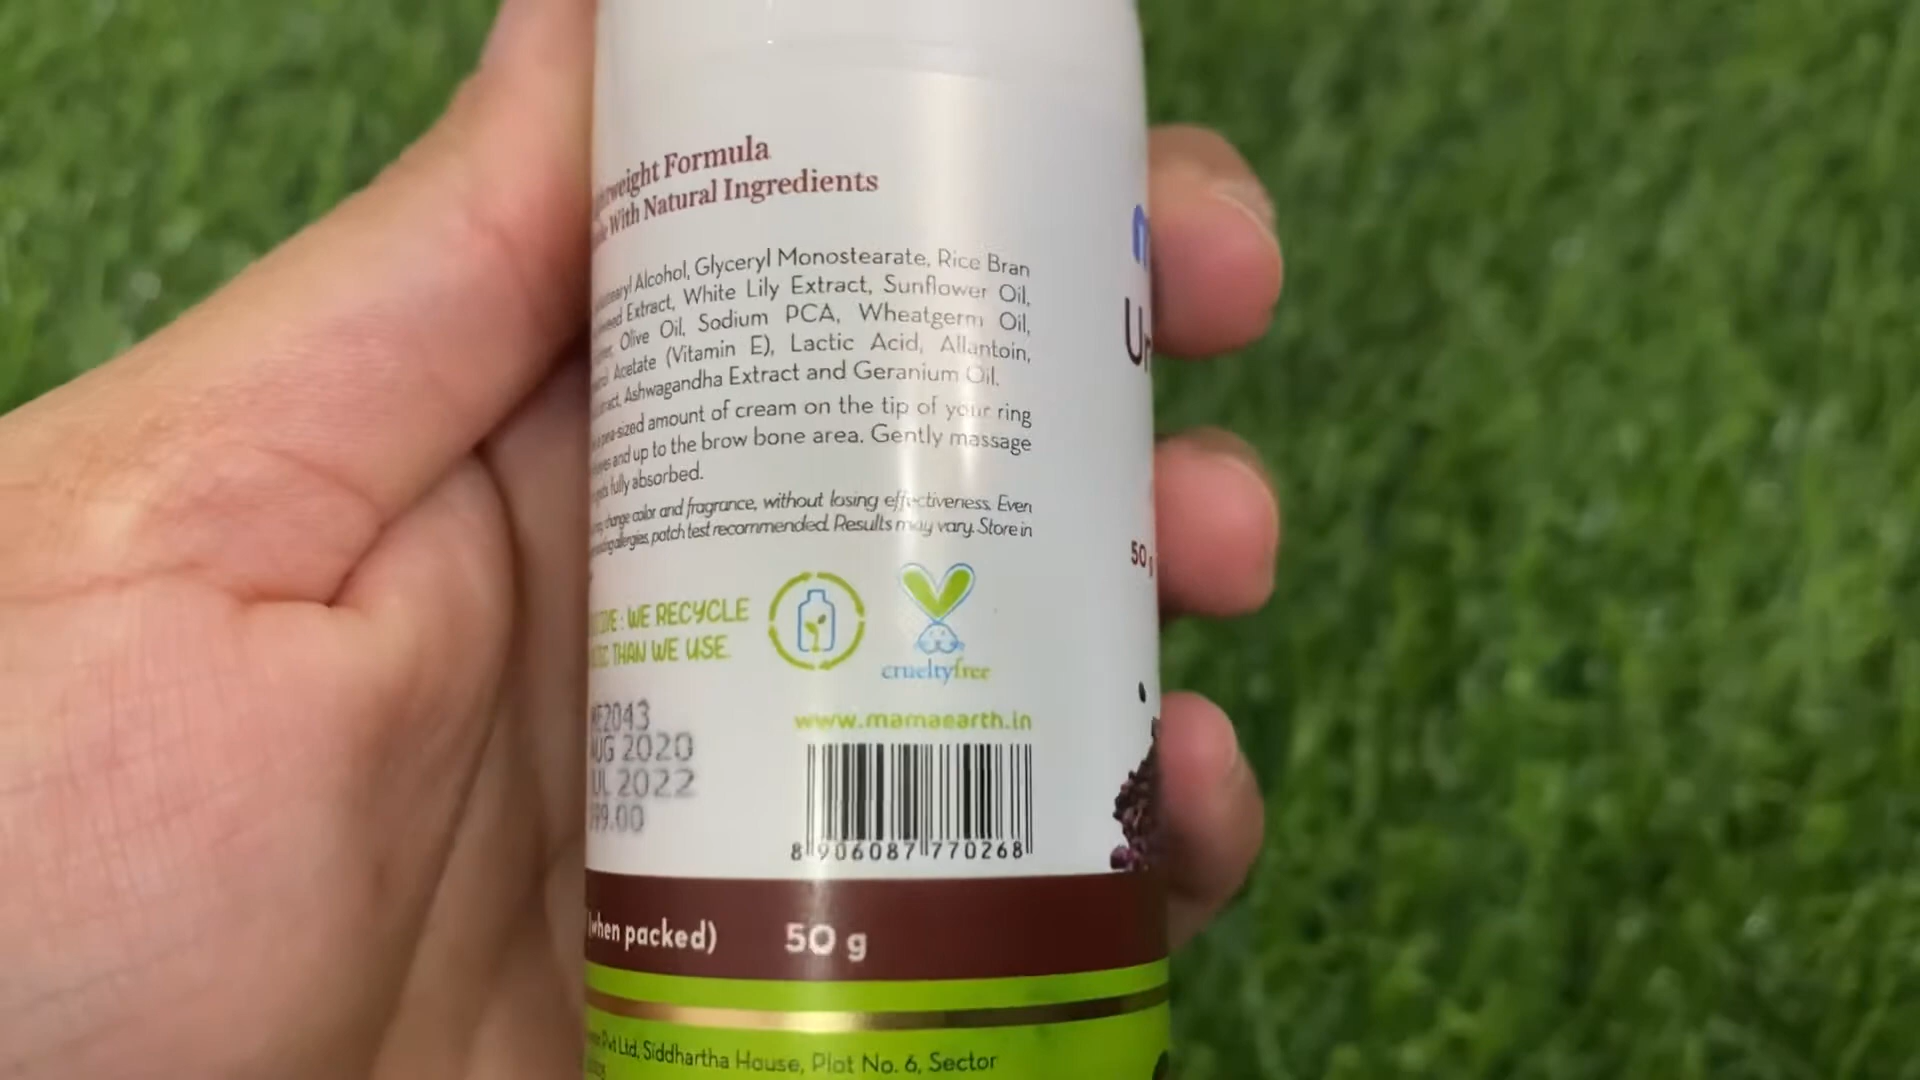 Formula
With Natural Ingredients
Alcohol, Glyceryl Monostearate, Rice Bran
Extract, White Lily Extract, Sunflower Oil,
Olive Oil, Sodium PCA, Wheatgerm Oil,
Acetate (Vitamin E), Lactic Acid, Allantoin,
Ashwagandha Extract and Geranium Oil.
amount of cream on the tip of your ring
and up to the brow bone area. Gently massage
fully absorbed.
change color and fragrance, without losing effectiveness. Even
allergies, patch test recommended. Results may vary. Store in
: WE RECYCLE
THAN WE USE.
crueltyfree
2043
2020
2022
99.00
www.mamaearth.in
8 906087 770268
(when packed) 50 g
Pvt Ltd, Siddhartha House, Plot No. 6, Sector
U
50